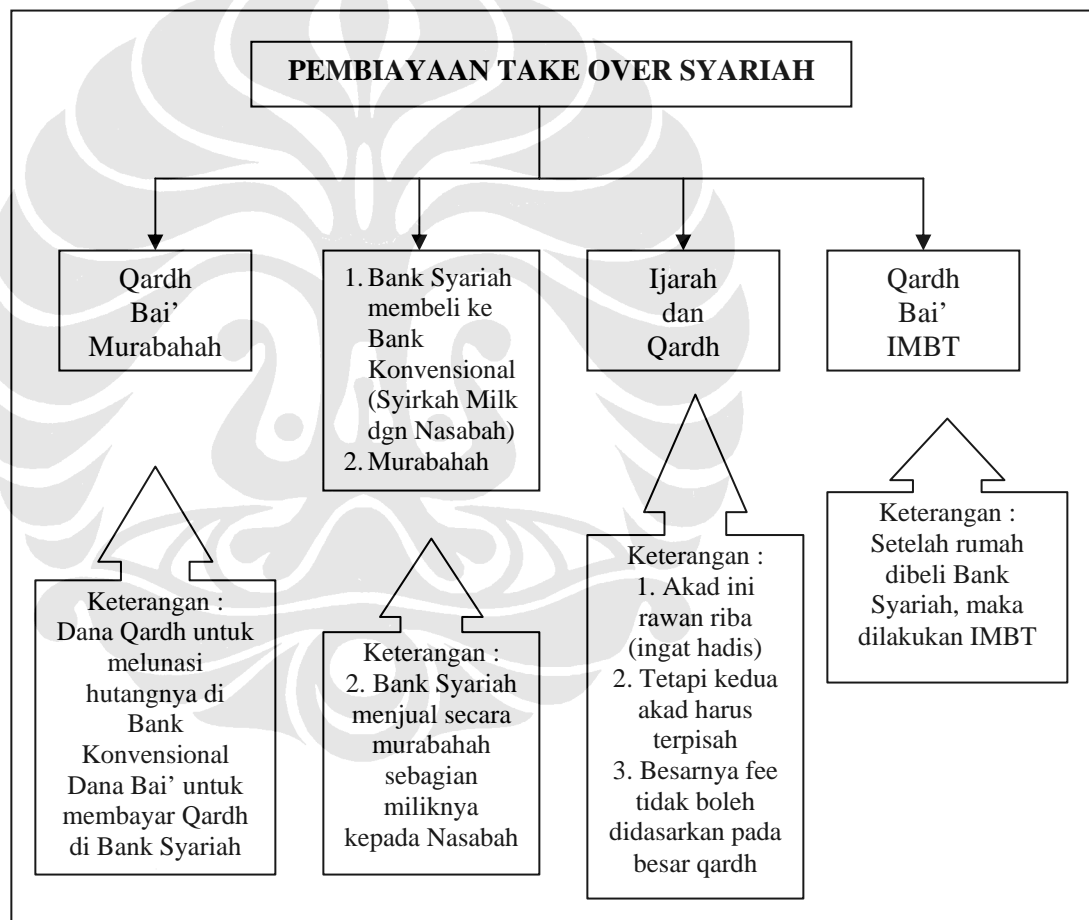 PEMBIAYAAN TAKE OVER SYARIAH
Qardh
Bai’
Murabahah
1. Bank Syariah
membeli ke
Bank
Konvensional
(Syirkah Milk
dgn Nasabah)
2. Murabahah
Ijarah
dan
Qardh
Qardh
Bai’
IMBT
Keterangan :
Dana Qardh untuk
melunasi
hutangnya di
Bank
Konvensional
Dana Bai’ untuk
membayar Qardh
di Bank Syariah
Keterangan :
2. Bank Syariah
menjual secara
murabahah
sebagian
miliknya
kepada Nasabah
Keterangan :
1. Akad ini
rawan riba
(ingat hadis)
2. Tetapi kedua
akad harus
terpisah
3. Besarnya fee
tidak boleh
didasarkan pada
besar qardh
Keterangan :
Setelah rumah
dibeli Bank
Syariah, maka
dilakukan IMBT